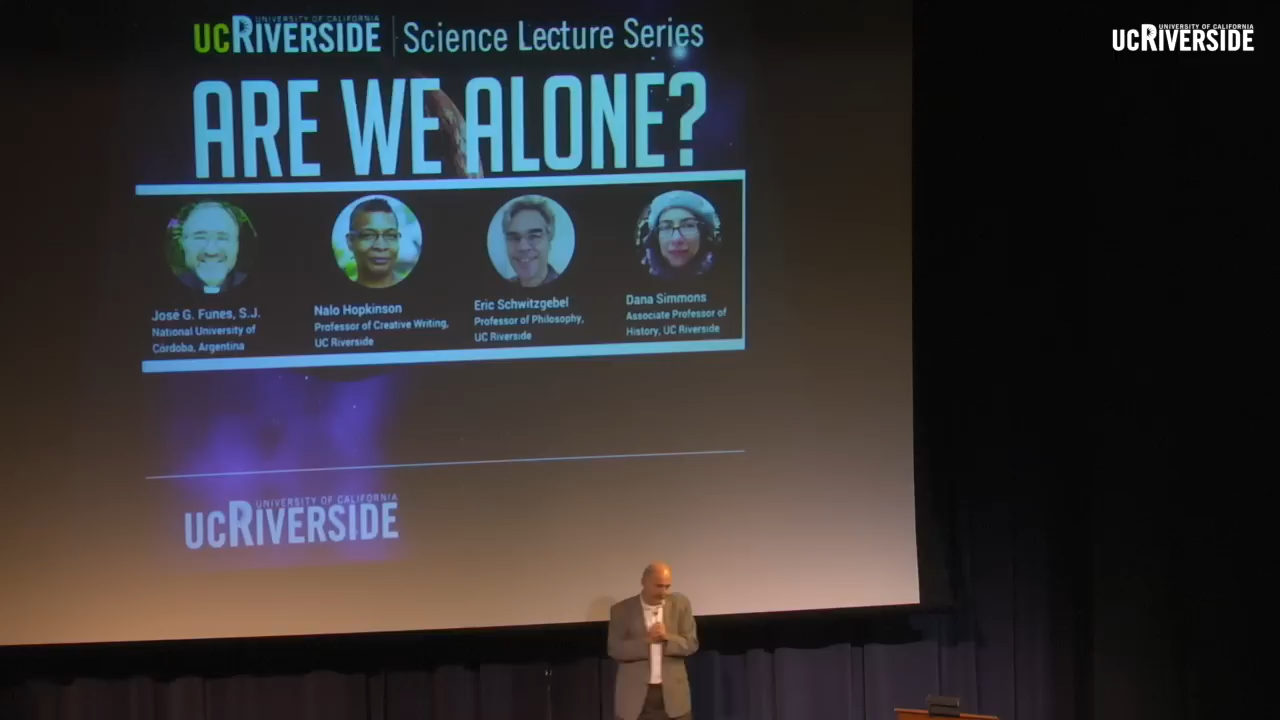 UNIVERSITY OF CALIFORNIA
UCRIVERSIDE
Science Lecture Series
ARE WE ALONE?
José G. Funes, S.J.
National University of
Córdoba, Argentina
Nalo Hopkinson
Professor of Creative Writing,
UC Riverside
Eric Schwitzgebel
Professor of Philosophy,
UC Riverside
Dana Simmons
Associate Professor of
History, UC Riverside
UNIVERSITY OF CALIFORNIA
UCRIVERSIDE
UNIVERSITY OF CALIFORNIA
UCRIVERSIDE